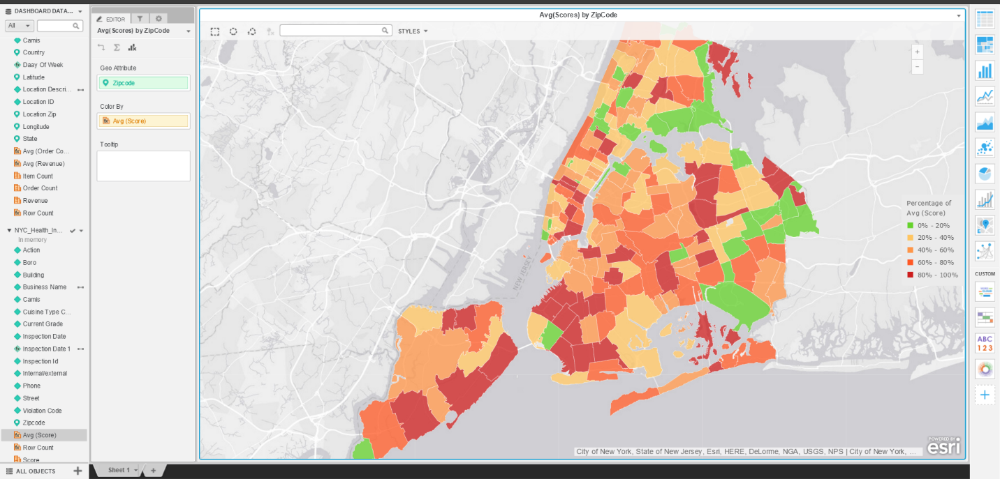 DASHBOARD DATA...
All
Camis
Country
Daay Of Week
Latitude
Location Descri...
Location ID
Location Zip
Longitude
State
Avg (Order Co...
Avg (Revenue)
Item Count
Order Count
Revenue
Row Count
NYC_Health_In...
In memory
Action
Boro
Building
Business Name
Camis
Cuisine Type C...
Current Grade
Inspection Date
Inspection Date 1
Inspection Id
Internal/external
Phone
Street
Violation Code
Zipcode
Avg (Score)
Row Count
Score
ALL OBJECTS
EDITOR
Avg(Scores) by ZipCode
Geo Attribute
Zipcode
Color By
Avg (Score)
Tooltip
Avg(Scores) by ZipCode
STYLES
+
−
NEW JERSEY
Percentage of
Avg (Score)
0% - 20%
20% - 40%
40% - 60%
60% - 80%
80% - 100%
POWERED BY
esri
City of New York, State of New Jersey, Esri, HERE, DeLorme, NGA, USGS, NPS | City of New York, ...
Sheet 1
+
E
CUSTOM
ABC
123
+